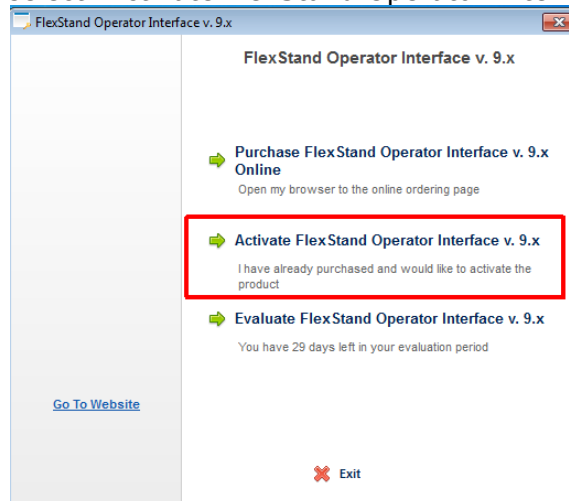 FlexStand Operator Interface v. 9.x
FlexStand Operator Interface v. 9.x
Purchase FlexStand Operator Interface v. 9.x
Online
Open my browser to the online ordering page
Activate FlexStand Operator Interface v. 9.x
I have already purchased and would like to activate the
product
Evaluate FlexStand Operator Interface v. 9.x
You have 29 days left in your evaluation period
Go To Website
Exit